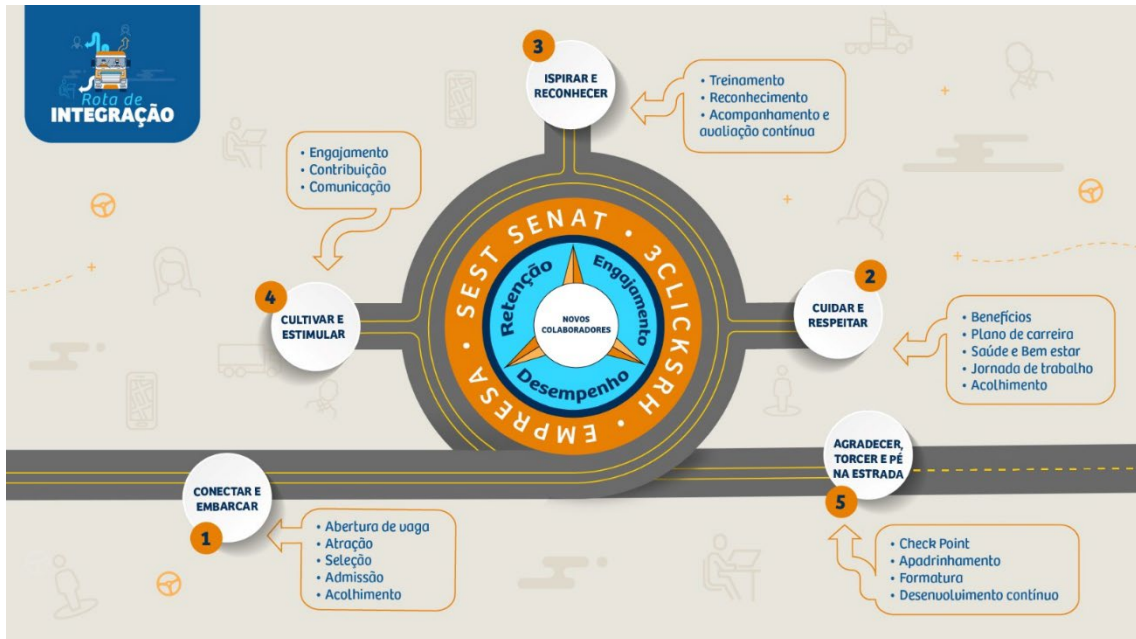 Rota de
INTEGRAÇÃO
3
ISPIRAR E
RECONHECER
• Treinamento
• Reconhecimento
• Acompanhamento e
avaliação contínua
• Engajamento
• Contribuição
• Comunicação
4
CULTIVAR E
ESTIMULAR
SEST SENAT • 3CLICKSRH • EMPRESA •
Retenção
Engajamento
Desempenho
NOVOS
COLABORADORES
2
CUIDAR E
RESPEITAR
• Benefícios
• Plano de carreira
• Saúde e Bem estar
• Jornada de trabalho
• Acolhimento
CONECTAR E
EMBARCAR
1
• Abertura de vaga
• Atração
• Seleção
• Admissão
• Acolhimento
AGRADECER,
TORCER E PÉ
NA ESTRADA
5
• Check Point
• Apadrinhamento
• Formatura
• Desenvolvimento contínuo